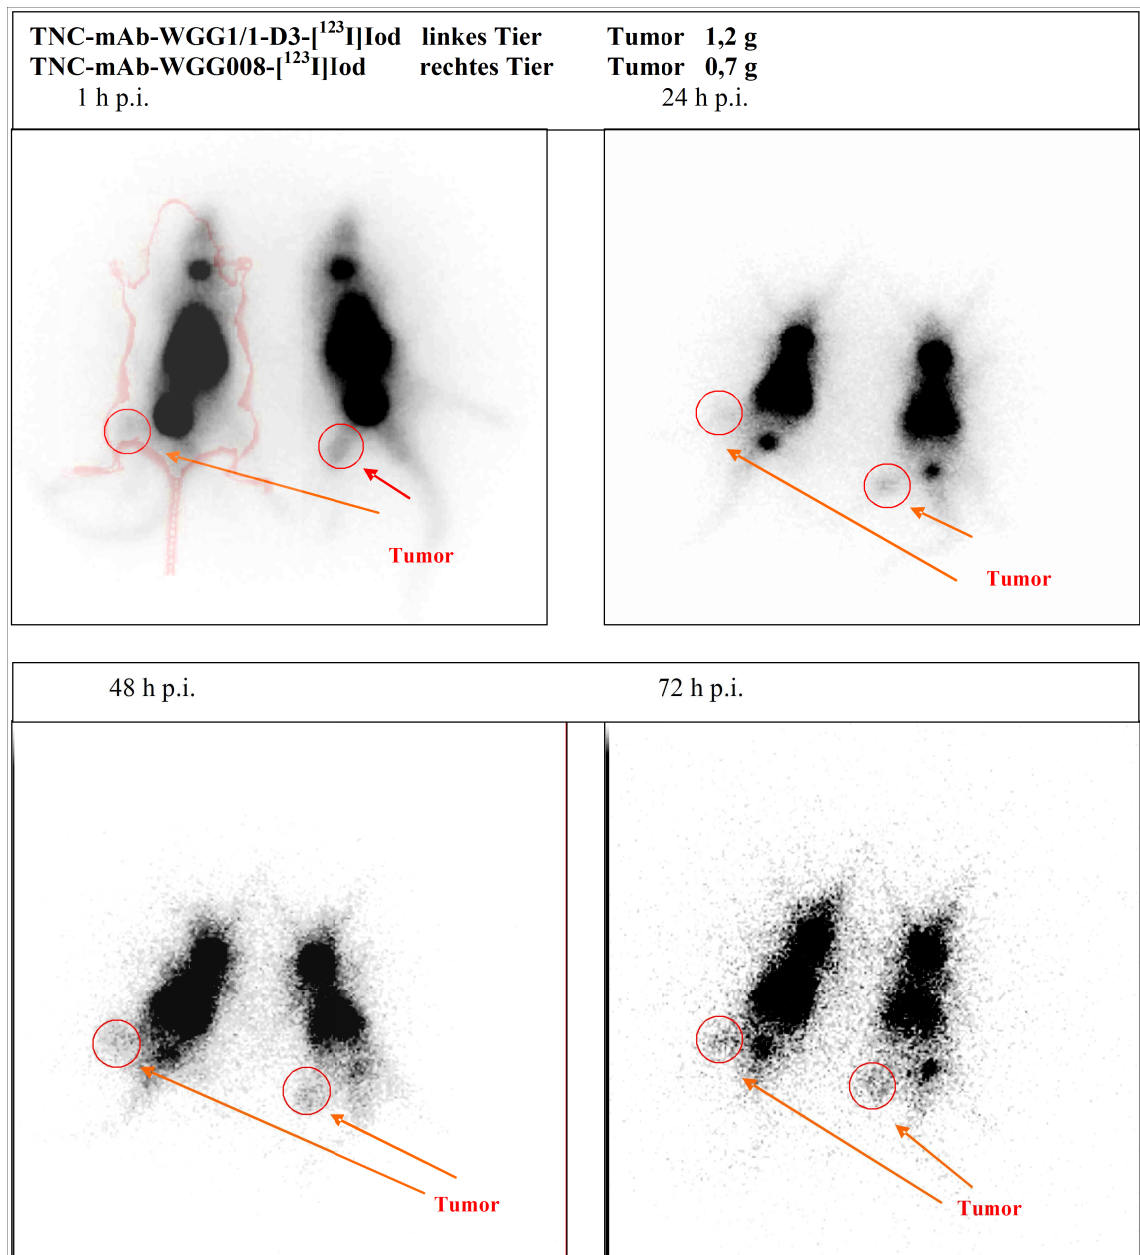 TNC-mAb-WGG1/1-D3-[¹²³I]Iod linkes Tier Tumor 1,2 g
TNC-mAb-WGG008-[¹²³I]Iod rechtes Tier Tumor 0,7 g
1 h p.i. 24 h p.i.
Tumor
Tumor
48 h p.i. 72 h p.i.
Tumor
Tumor